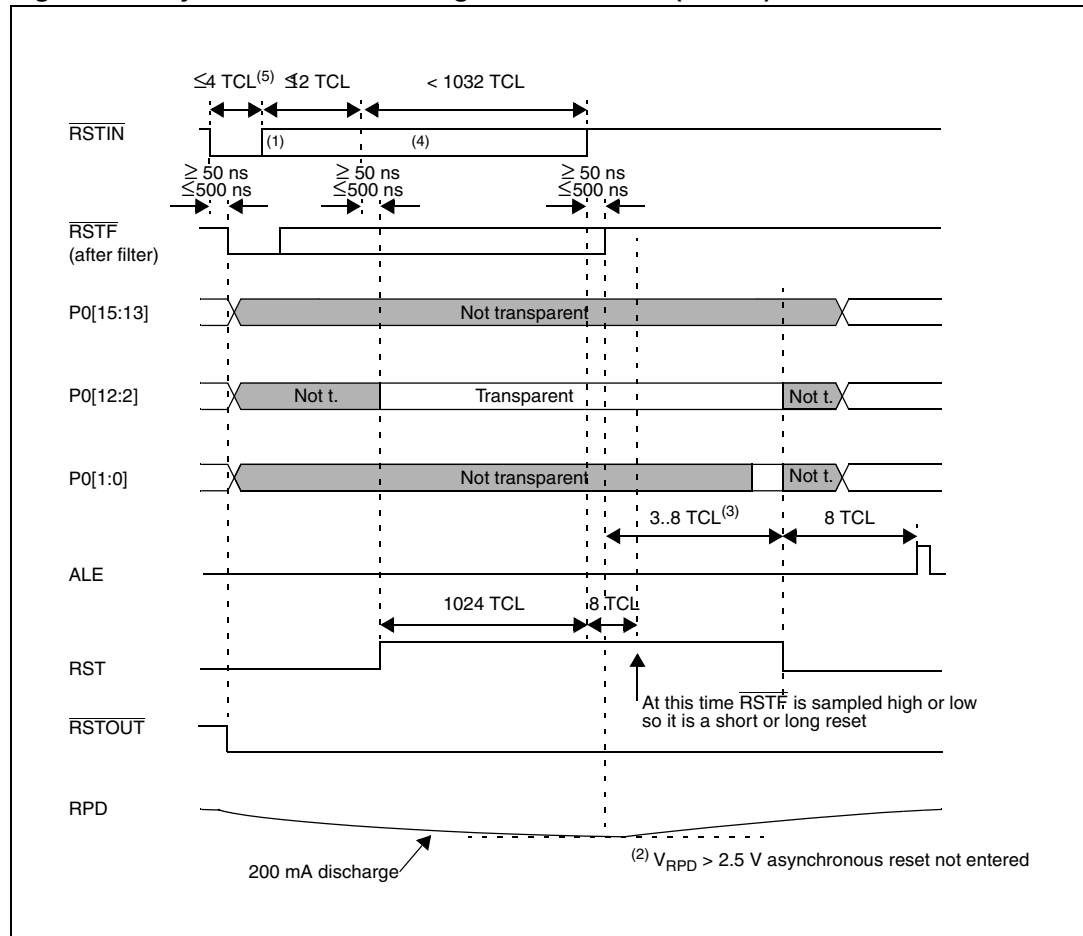 ≤4 TCL(5) ≤12 TCL < 1032 TCL
RSTIN
(1) (4)
≥ 50 ns ≥ 50 ns ≥ 50 ns
≤500 ns ≤500 ns ≤500 ns
RSTF
(after filter)
P0[15:13] Not transparent
P0[12:2] Not t. Transparent Not t.
P0[1:0] Not transparent Not t.
3..8 TCL(3) 8 TCL
ALE
1024 TCL 8 TCL
RST
At this time RSTF is sampled high or low
so it is a short or long reset
RSTOUT
RPD
200 mA discharge
(2) VRPD > 2.5 V asynchronous reset not entered